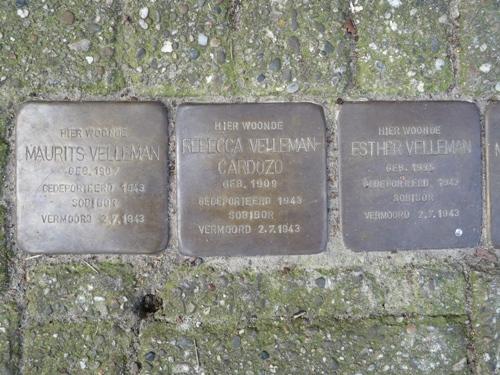 HIER WOONDE
MAURITS VELLEMAN
GEB. 1907
GEDEPORTEERD 1943
SOBIBOR
VERMOORD 2.7.1943
HIER WOONDE
REBECCA VELLEMAN-
CARDOZO
GEB. 1909
GEDEPORTEERD 1943
SOBIBOR
VERMOORD 2.7.1943
HIER WOONDE
ESTHER VELLEMAN
GEB.
GEDEPORTEERD 1943
SOBIBOR
VERMOORD 2.7.1943